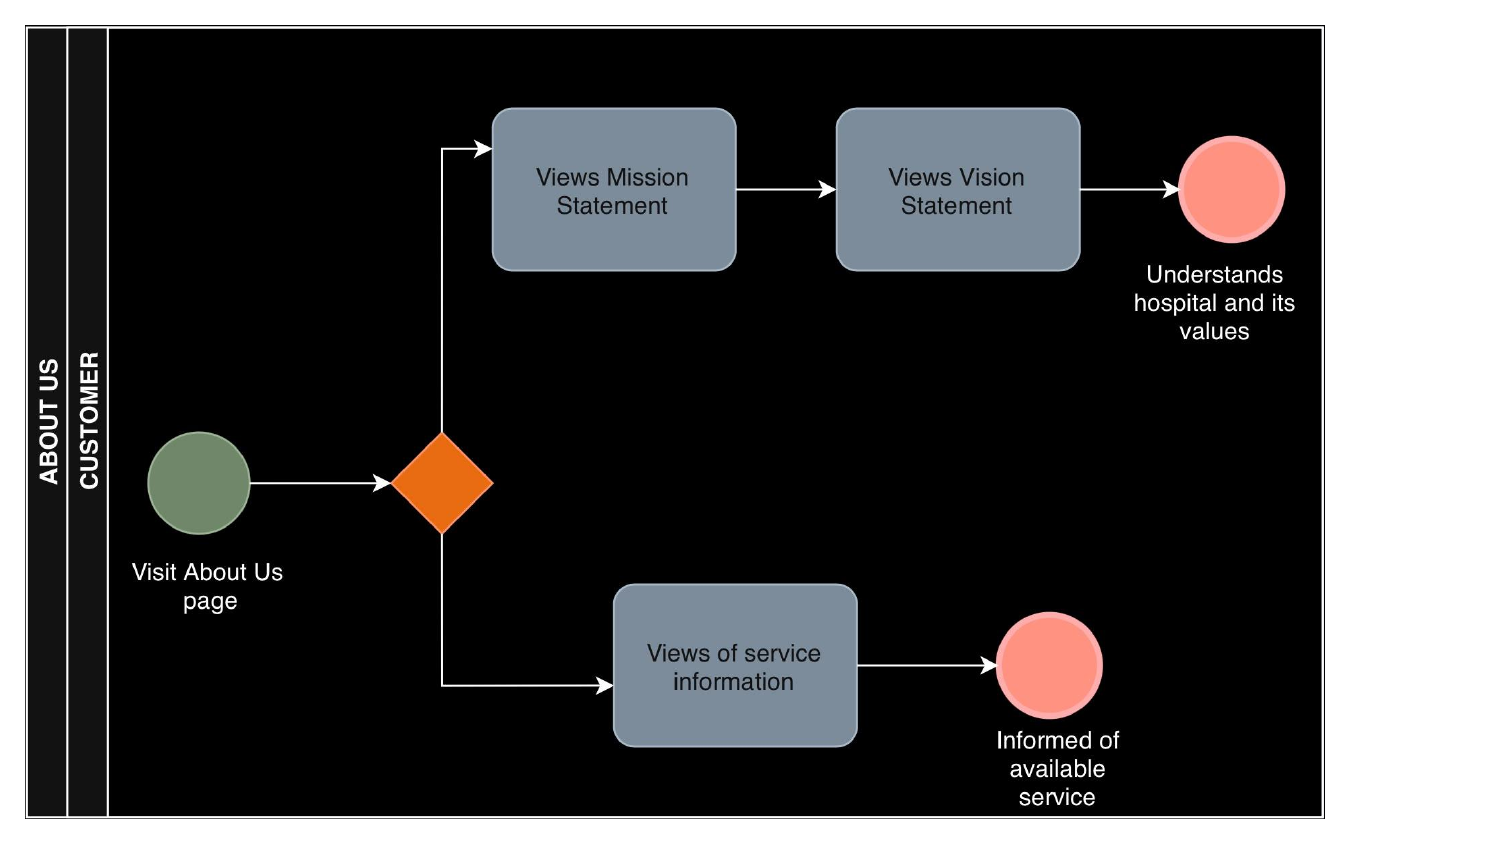 ABOUT US
CUSTOMER
Views Mission
Statement
Views Vision
Statement
Understands
hospital and its
values
Visit About Us
page
Views of service
information
Informed of
available
service